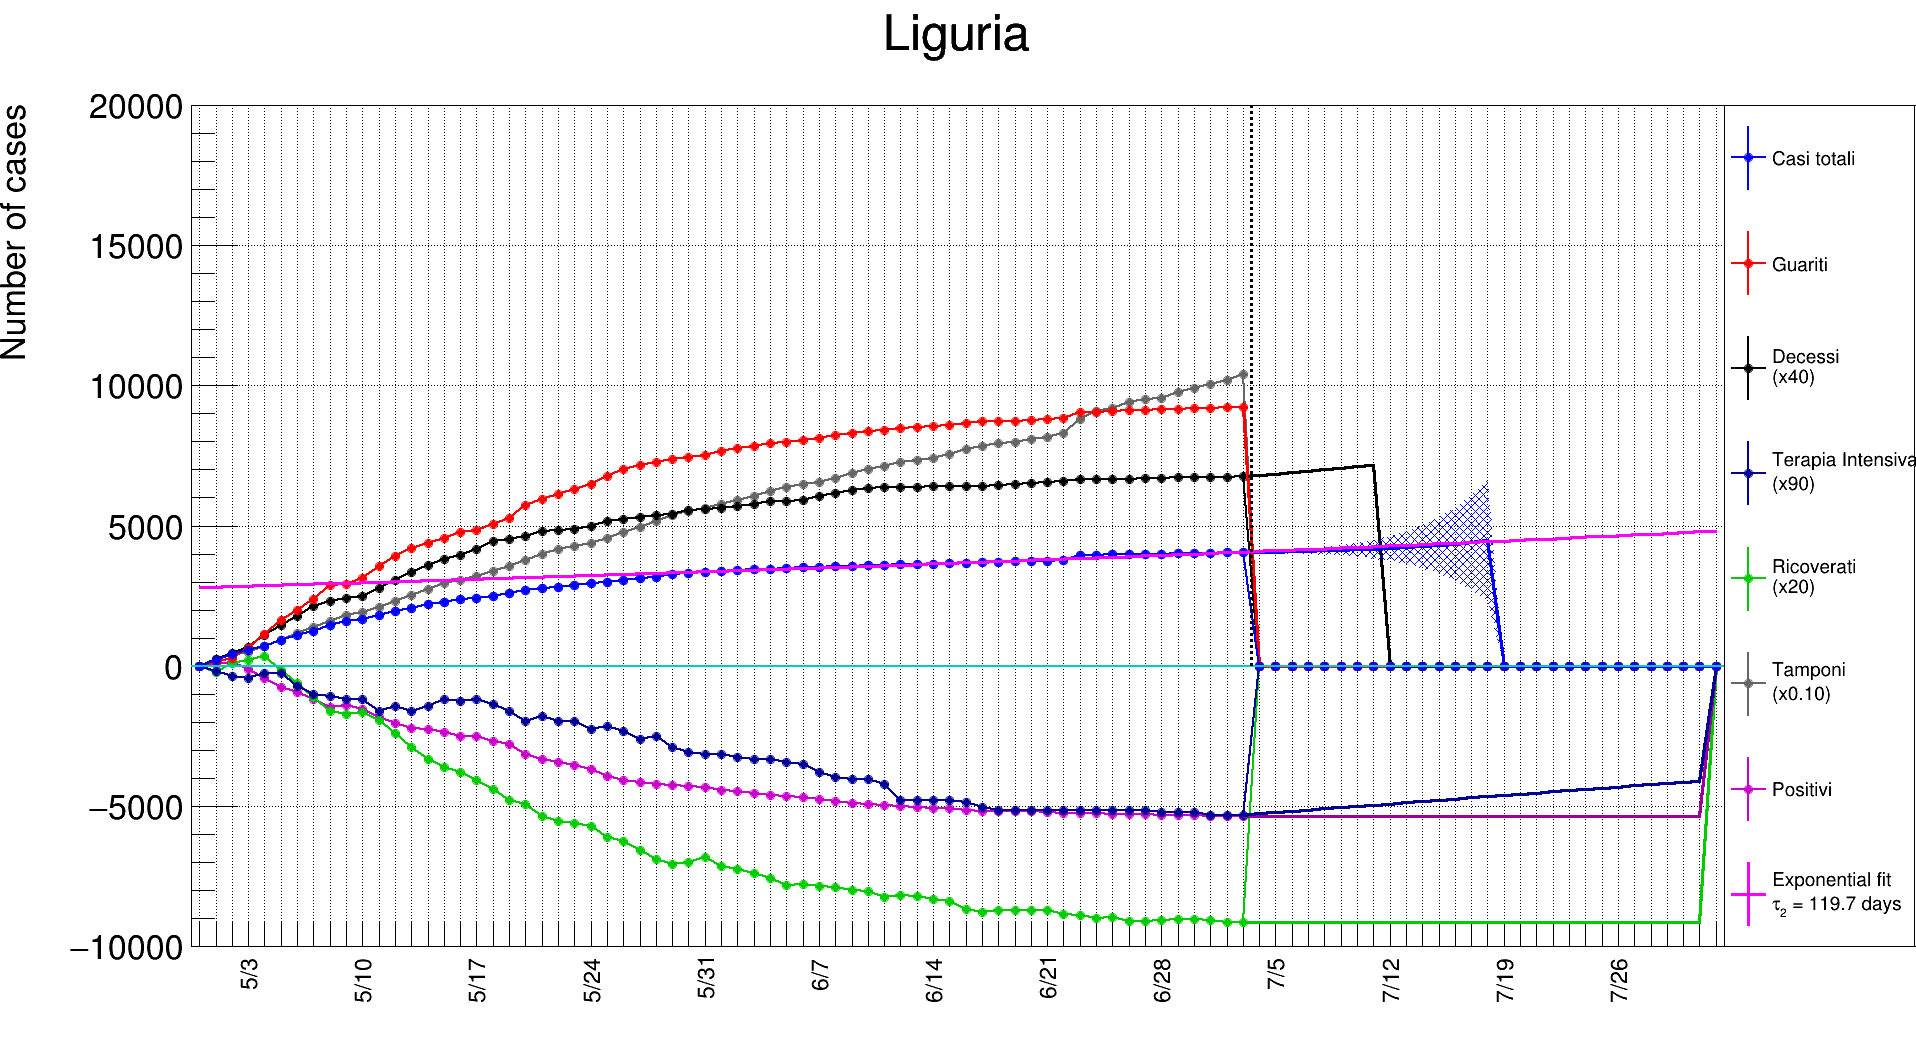 Liguria
Number of cases
20000
15000
10000
5000
0
−5000
−10000
5/3
5/10
5/17
5/24
5/31
6/7
6/14
6/21
6/28
7/5
7/12
7/19
7/26
Casi totali
Guariti
Decessi
(x40)
Terapia Intensiva
(x90)
Ricoverati
(x20)
Tamponi
(x0.10)
Positivi
Exponential fit
τ2 = 119.7 days